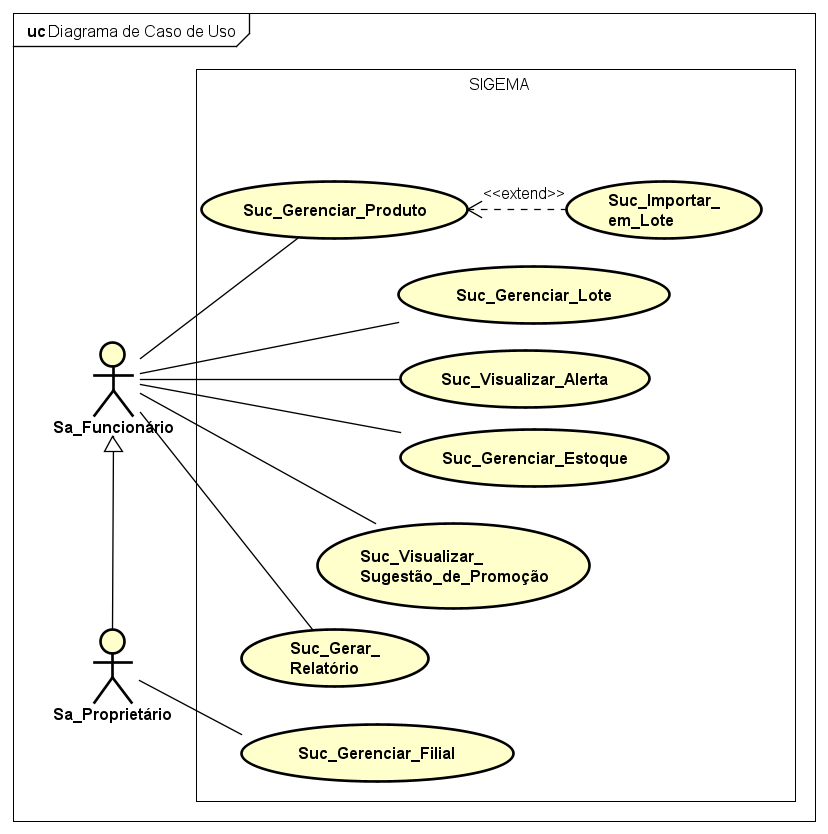 uc Diagrama de Caso de Uso
SIGEMA
Suc_Gerenciar_Produto
<<extend>>
Suc_Importar_
em_Lote
Suc_Gerenciar_Lote
Suc_Visualizar_Alerta
Sa_Funcionário
Suc_Gerenciar_Estoque
Suc_Visualizar_
Sugestão_de_Promoção
Suc_Gerar_
Relatório
Sa_Proprietário
Suc_Gerenciar_Filial